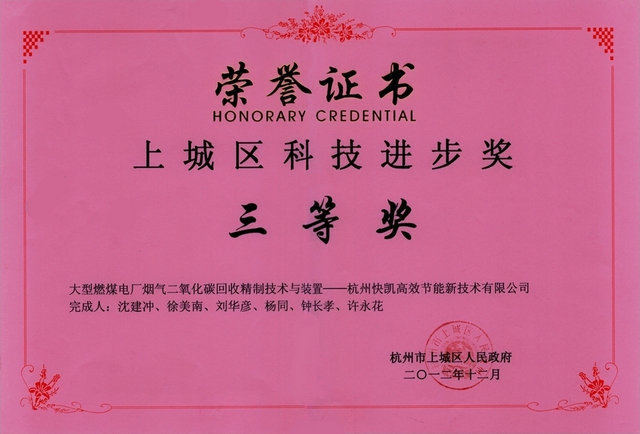 荣誉证书
HONORARY CREDENTIAL
上城区科技进步奖
三等奖
大型燃煤电厂烟气二氧化碳回收精制技术与装置——杭州快凯高效节能新技术有限公司
完成人：沈建冲、徐美南、刘华彦、杨同、钟长孝、许永花
杭州市上城区人民政府
二〇一二年十二月